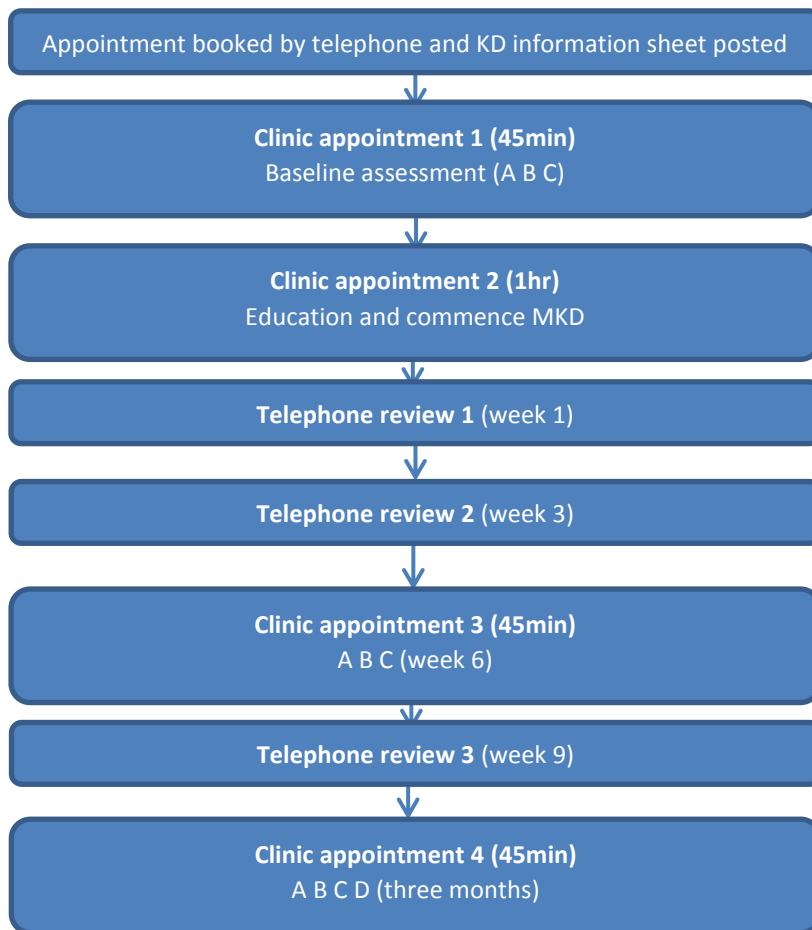 Appointment booked by telephone and KD information sheet posted
Clinic appointment 1 (45min)
Baseline assessment (A B C)
Clinic appointment 2 (1hr)
Education and commence MKD
Telephone review 1 (week 1)
Telephone review 2 (week 3)
Clinic appointment 3 (45min)
A B C (week 6)
Telephone review 3 (week 9)
Clinic appointment 4 (45min)
A B C D (three months)